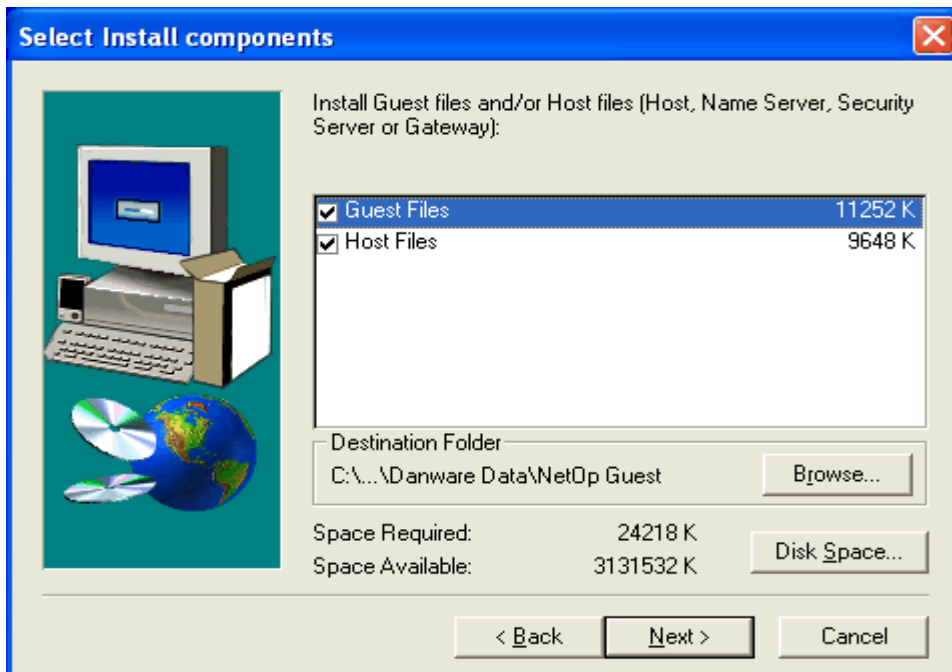 Select Install components
Install Guest files and/or Host files (Host, Name Server, Security
Server or Gateway):
Guest Files 11252 K
Host Files 9648 K
Destination Folder
C:\...\Danware Data\NetOp Guest Browse...
Space Required: 24218 K
Space Available: 3131532 K
Disk Space...
< Back Next > Cancel